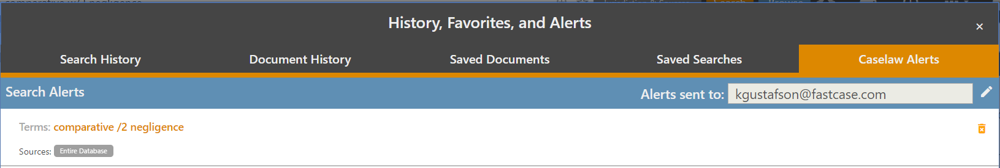 History, Favorites, and Alerts
×
Search History Document History Saved Documents Saved Searches Caselaw Alerts
Search Alerts Alerts sent to: kgustafson@fastcase.com
Terms: comparative /2 negligence
Sources: Entire Database